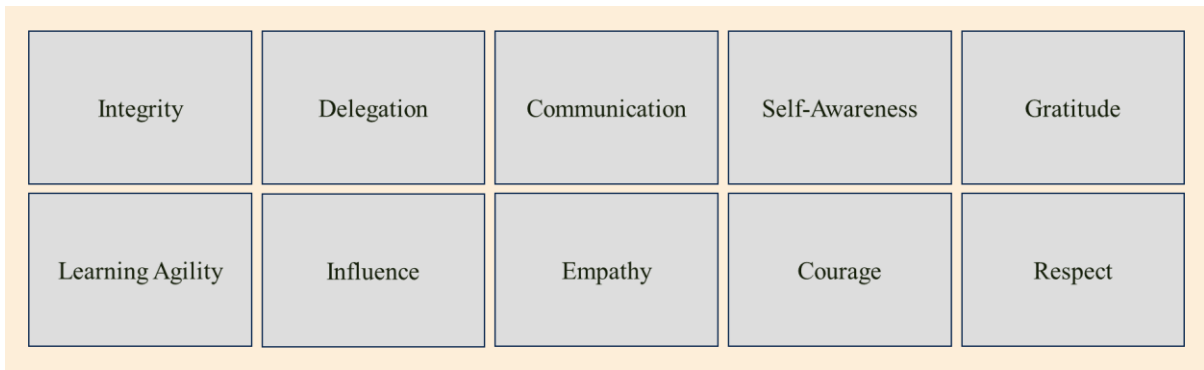 Integrity
Delegation
Communication
Self-Awareness
Gratitude
Learning Agility
Influence
Empathy
Courage
Respect